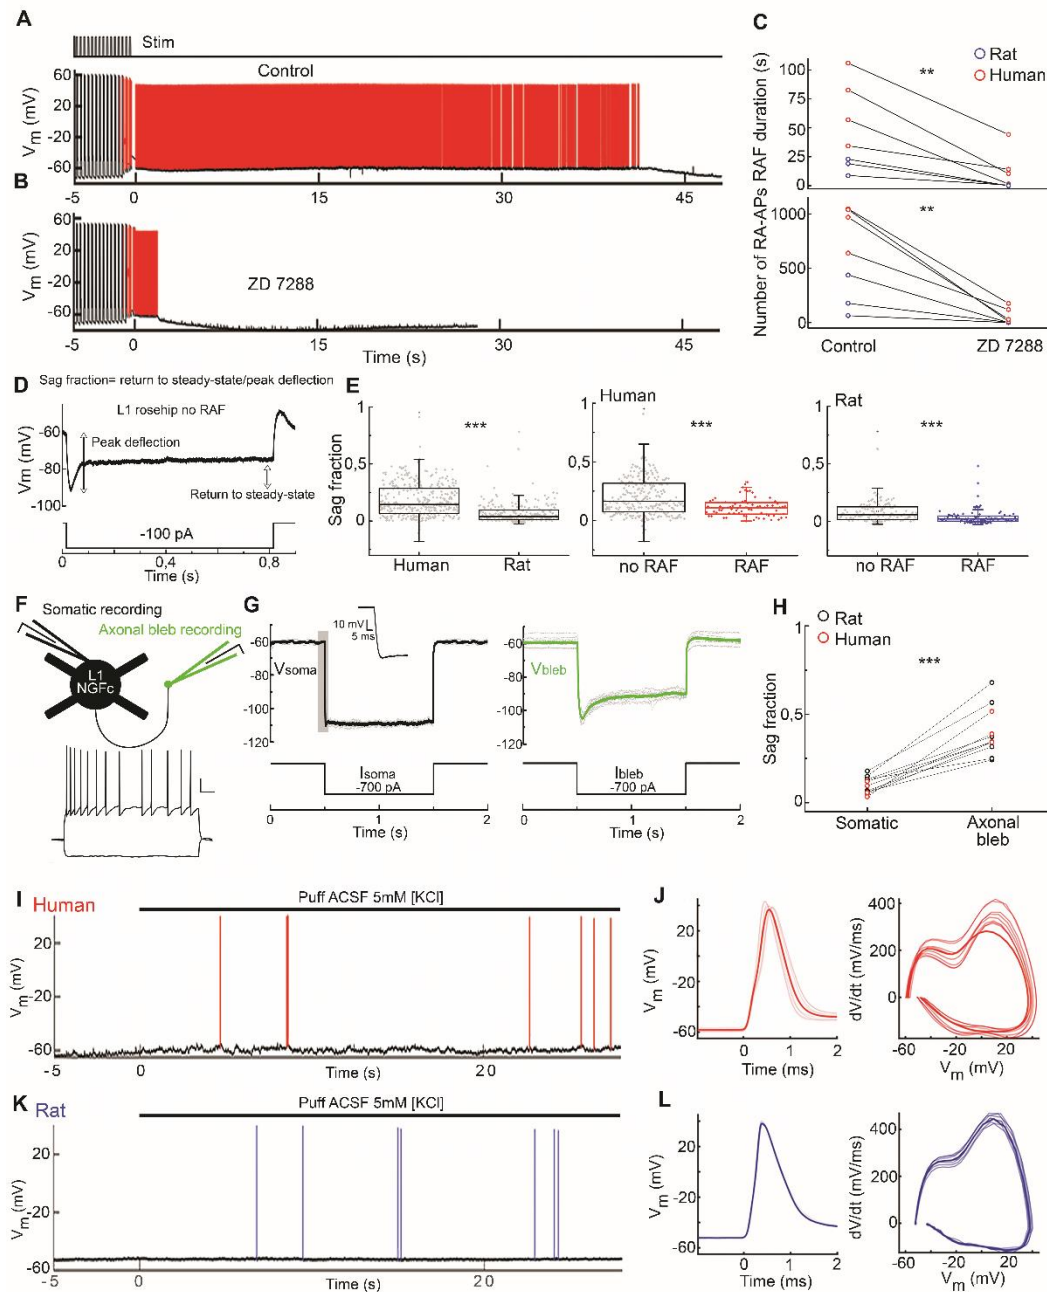 A
Stim
Control
60
20
-20
-60
Vm (mV)
-5
0
15
30
45
B
ZD 7288
60
20
-20
-60
Vm (mV)
-5
0
15
30
45
Time (s)
C
Rat
Human
**
100
75
50
25
0
RAF duration (s)
**
1000
500
0
Number of RA-APs
Control
ZD 7288
D
Sag fraction= return to steady-state/peak deflection
L1 rosehip no RAF
-60
-80
-100
Vm (mV)
Peak deflection
Return to steady-state
-100 pA
0
0,4
0,8
Time (s)
E
1
0,5
0
Sag fraction
***
Human
Rat
Human
1
0,5
0
***
no RAF
RAF
Rat
1
0,5
0
***
no RAF
RAF
F
Somatic recording
Axonal bleb recording
L1
NGFc
G
-60
-80
-100
-120
Vsoma
10 mV
5 ms
Isoma
-700 pA
0
1
2
Time (s)
-60
-80
-100
-120
Vbleb
Ibleb
-700 pA
0
1
2
Time (s)
H
Rat
Human
***
1
0,5
0
Sag fraction
Somatic
Axonal
bleb
I
Human
Puff ACSF 5mM [KCl]
20
-20
-60
Vm (mV)
-5
0
20
Time (s)
J
20
-20
-60
Vm (mV)
0
1
2
Time (ms)
400
200
0
dV/dt (mV/ms)
-60
-20
20
Vm (mV)
K
Rat
Puff ACSF 5mM [KCl]
20
-20
-60
Vm (mV)
-5
0
20
Time (s)
L
20
-20
-60
Vm (mV)
0
1
2
Time (ms)
400
200
0
dV/dt (mV/ms)
-60
-20
20
Vm (mV)